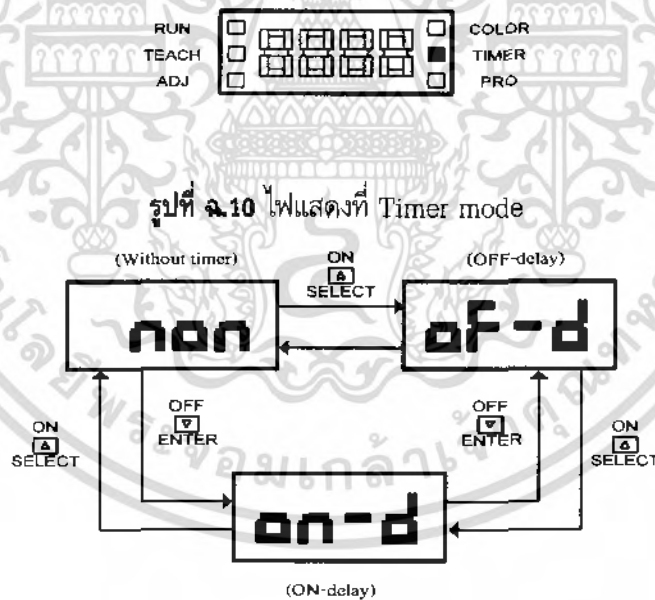 RUN COLOR
TEACH TIMER
ADJ PRO
รูปที่ ฉ.10 ไฟแสดงที่ Timer mode
(Without timer) ON (OFF-delay)
SELECT
non of-d
ON OFF OFF ON
SELECT ENTER ENTER SELECT
on-d
(ON-delay)